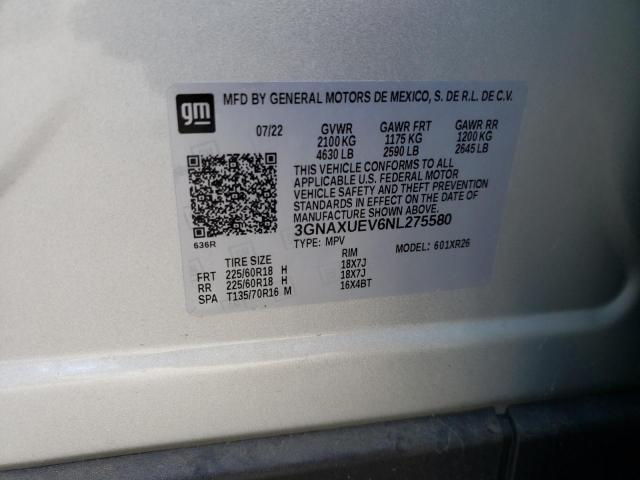 gm
MFD BY GENERAL MOTORS DE MEXICO, S. DE R.L. DE C.V.
07/22 GVWR GAWR FRT GAWR RR
2100 KG 1175 KG 1200 KG
4630 LB 2590 LB 2645 LB
THIS VEHICLE CONFORMS TO ALL
APPLICABLE U.S. FEDERAL MOTOR
VEHICLE SAFETY AND THEFT PREVENTION
STANDARDS IN EFFECT ON THE DATE OF
MANUFACTURE SHOWN ABOVE.
3GNAXUEV6NL275580
636R TYPE: MPV MODEL: 601XR26
TIRE SIZE RIM
FRT 225/60R18 H 18X7J
RR 225/60R18 H 18X7J
SPA T135/70R16 M 16X4BT